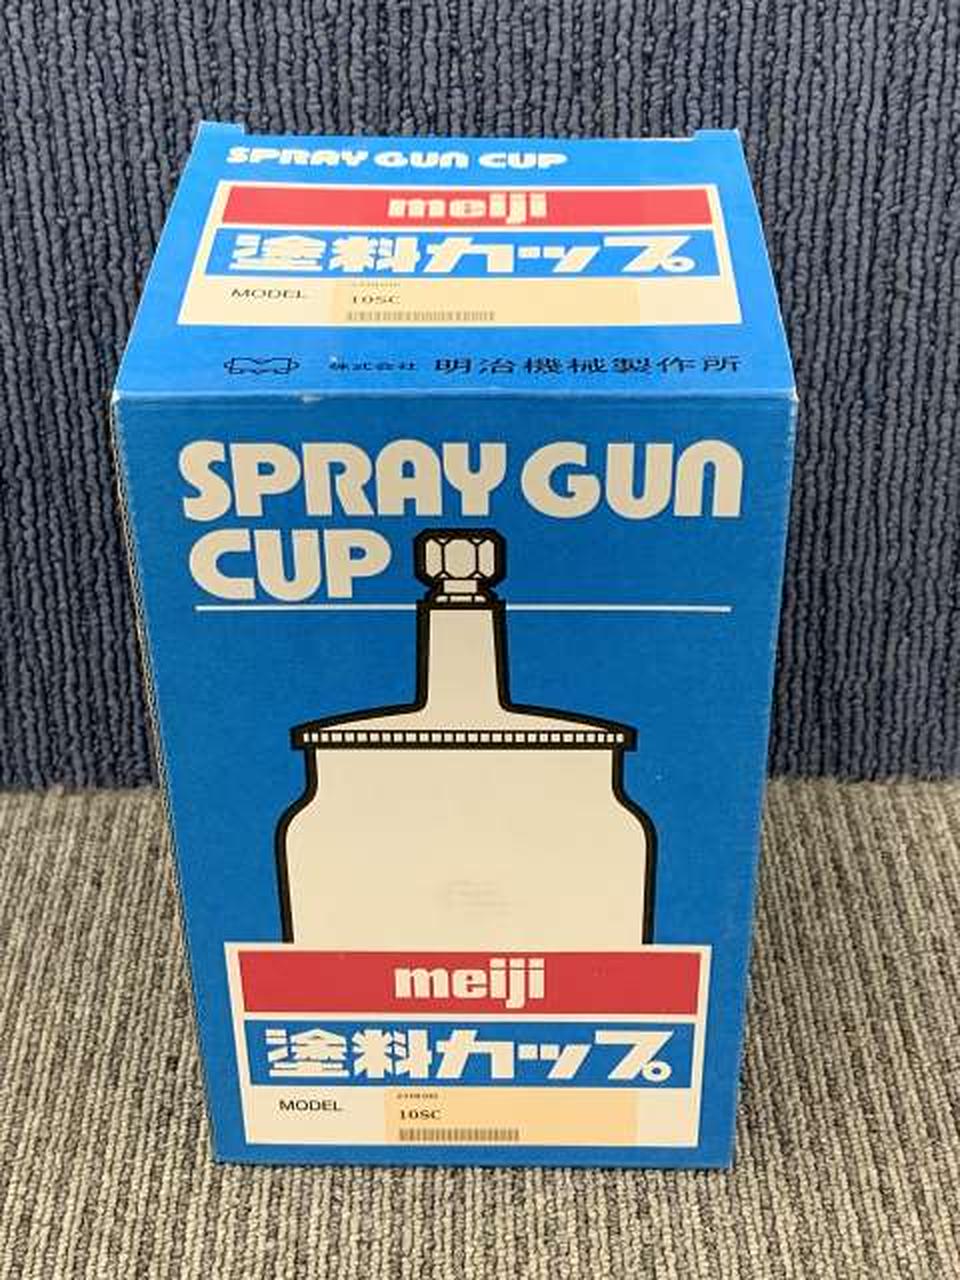 SPRAY GUN CUP
meiji
塗料カップ
MODEL 10SC
株式会社 明治機械製作所
SPRAY GUN
CUP
meiji
塗料カップ
MODEL 10SC